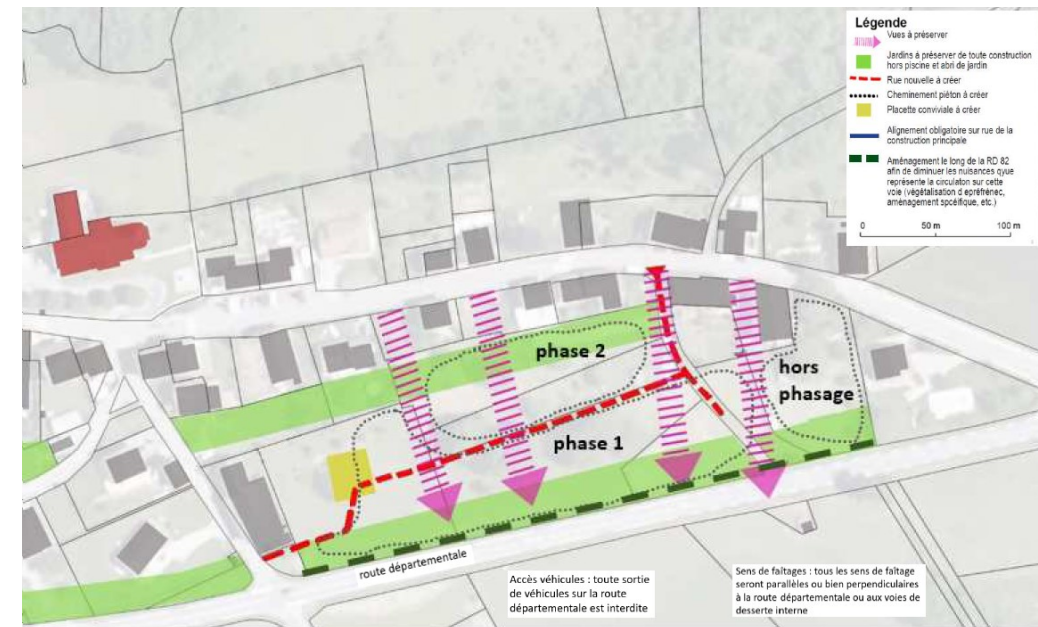 Légende
Vues à préserver
Jardins à préserver de toute construction
hors piscine et abri de jardin
Rue nouvelle à créer
Cheminement piéton à créer
Placette conviviale à créer
Alignement obligatoire sur rue de la
construction principale
Aménagement le long de la RD 82
afin de diminuer les nuisances qyue
représente la circulaton sur cette
voie (végétalisation d epréfrénec,
aménagement spcéifique, etc.)
0 50 m 100 m
phase 2
hors
phasage
phase 1
route départementale
Accès véhicules : toute sortie
de véhicules sur la route
départementale est interdite
Sens de faîtages : tous les sens de faîtage
seront parallèles ou bien perpendiculaires
à la route départementale ou aux voies de
desserte interne